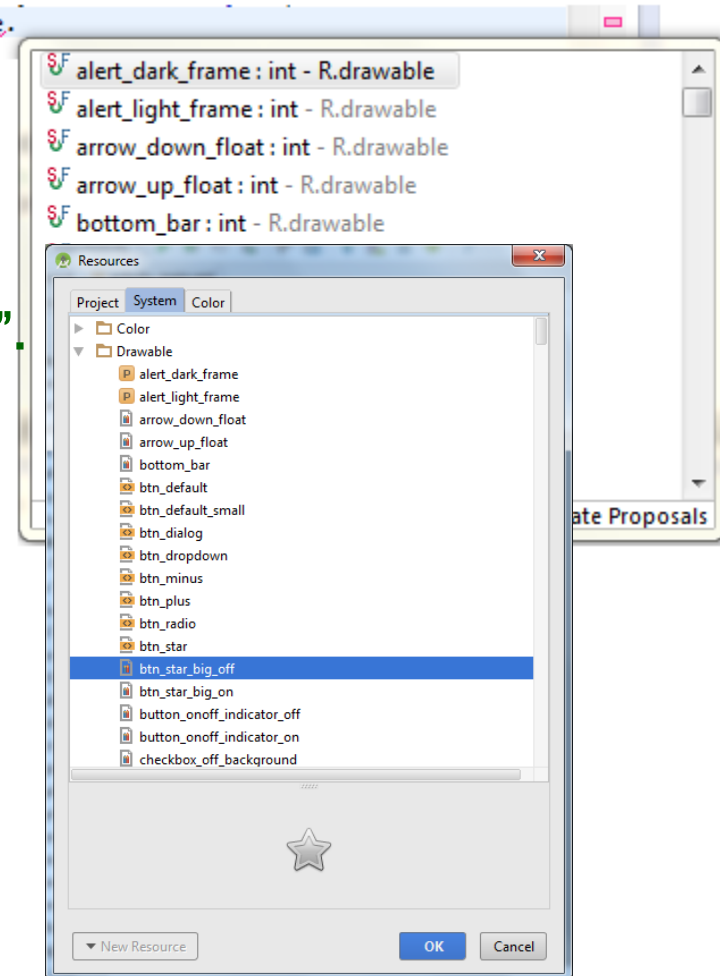 alert_dark_frame : int - R.drawable
alert_light_frame : int - R.drawable
arrow_down_float : int - R.drawable
arrow_up_float : int - R.drawable
bottom_bar : int - R.drawable
Resources
Project System Color
Color
Drawable
alert_dark_frame
alert_light_frame
arrow_down_float
arrow_up_float
bottom_bar
btn_default
btn_default_small
btn_dialog
btn_dropdown
btn_minus
btn_plus
btn_radio
btn_star
btn_star_big_off
btn_star_big_on
button_onoff_indicator_off
button_onoff_indicator_on
checkbox_off_background
New Resource OK Cancel
”.
ate Proposals